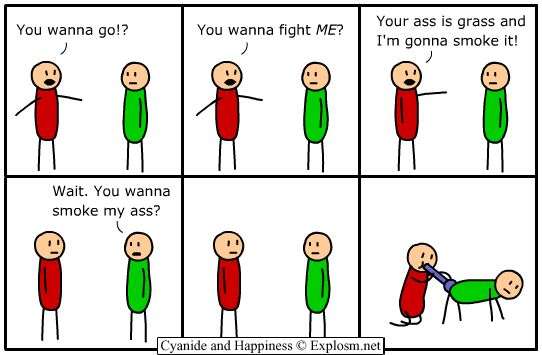 You wanna go!?
You wanna fight ME?
Your ass is grass and
I'm gonna smoke it!
Wait. You wanna
smoke my ass?
Cyanide and Happiness © Explosm.net